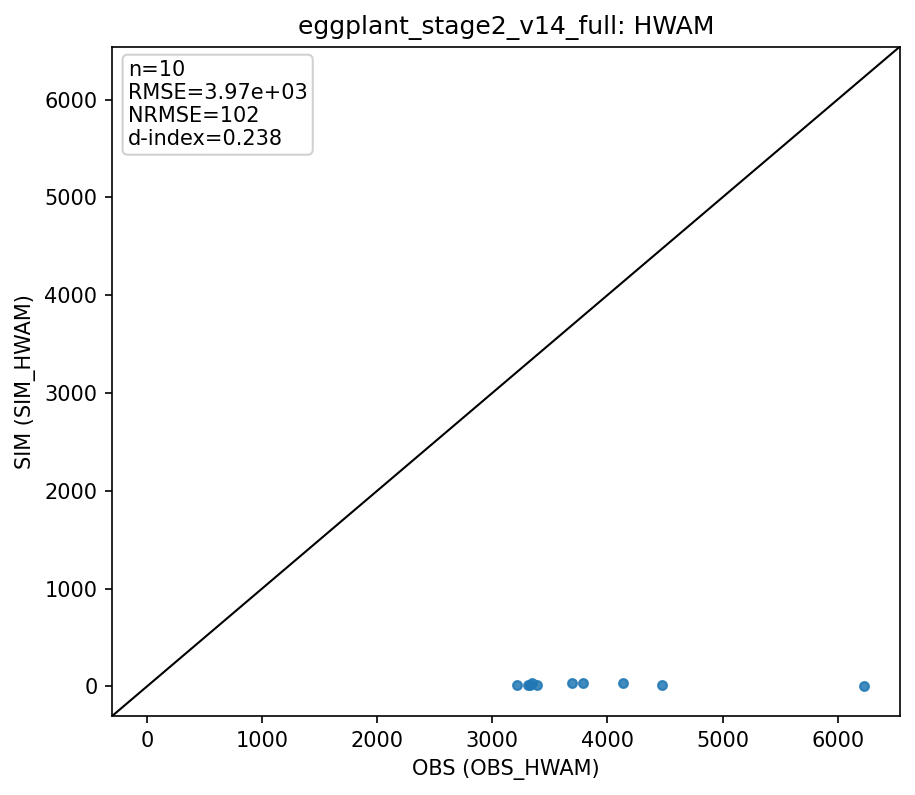 eggplant_stage2_v14_full: HWAM
n=10
RMSE=3.97e+03
NRMSE=102
d-index=0.238
6000
5000
4000
3000
2000
1000
0
SIM (SIM_HWAM)
0 1000 2000 3000 4000 5000 6000
OBS (OBS_HWAM)